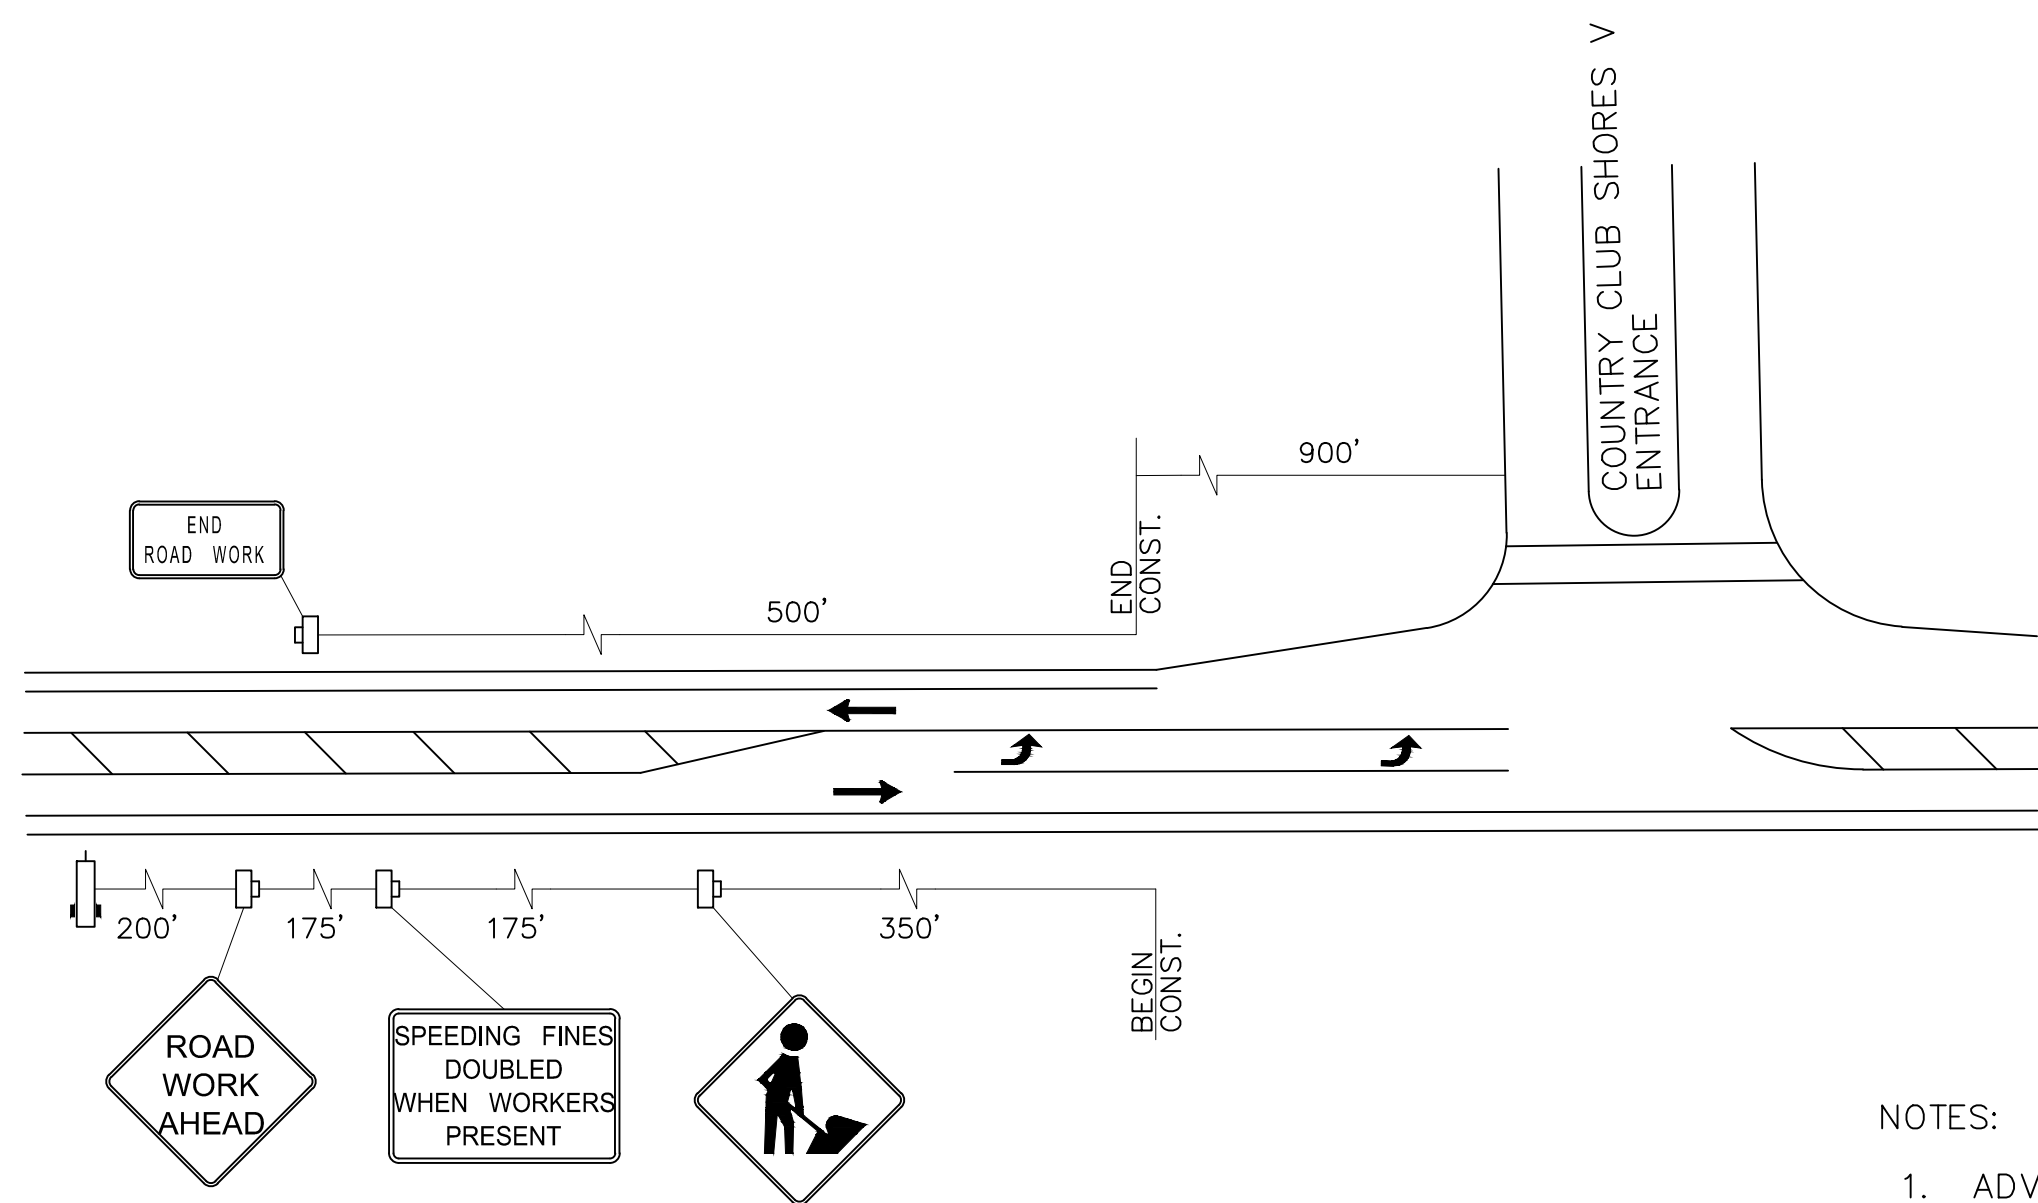 COUNTRY CLUB SHORES V
ENTRANCE
900'
END
ROAD WORK
500'
END
CONST.
200'
175'
175'
350'
BEGIN
CONST.
ROAD
WORK
AHEAD
SPEEDING FINES
DOUBLED
WHEN WORKERS
PRESENT
NOTES:
1. ADV